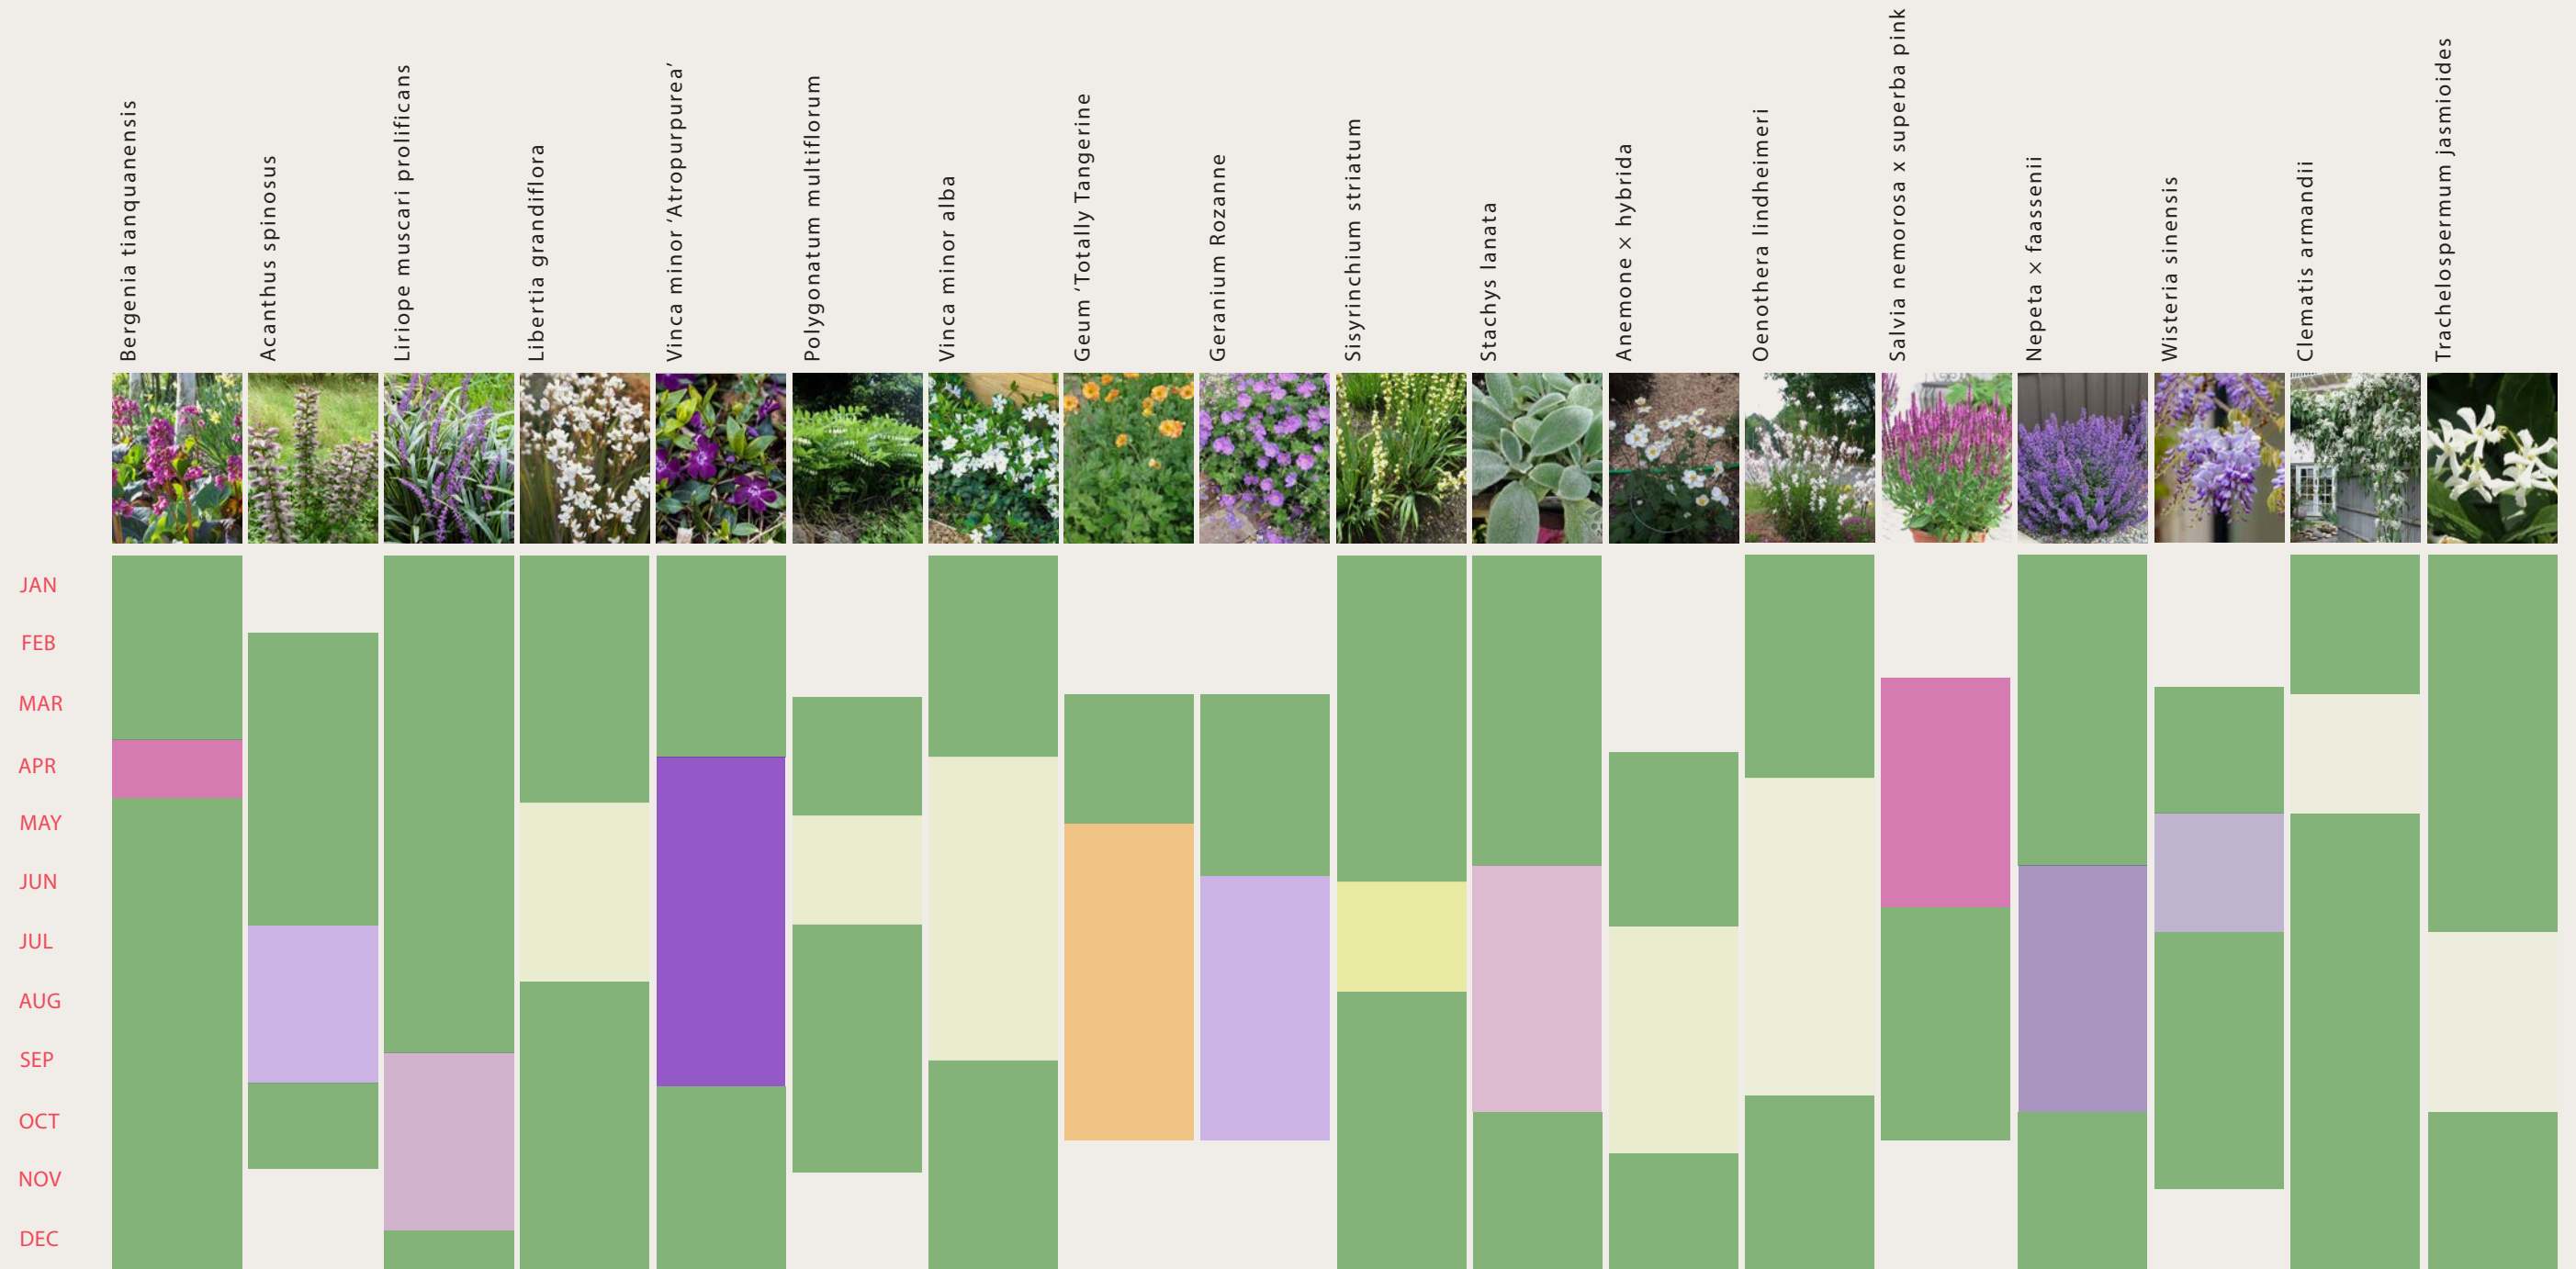 Bergenia tianquanensis
Acanthus spinosus
Liriope muscari prolificans
Libertia grandiflora
Vinca minor ‘Atropurpurea’
Polygonatum multiflorum
Vinca minor alba
Geum ‘Totally Tangerine
Geranium Rozanne
Sisyrinchium striatum
Stachys lanata
Anemone × hybrida
Oenothera lindheimeri
Salvia nemorosa x superba pink
Nepeta × faassenii
Wisteria sinensis
Clematis armandii
Trachelospermum jasmioides
JAN
FEB
MAR
APR
MAY
JUN
JUL
AUG
SEP
OCT
NOV
DEC